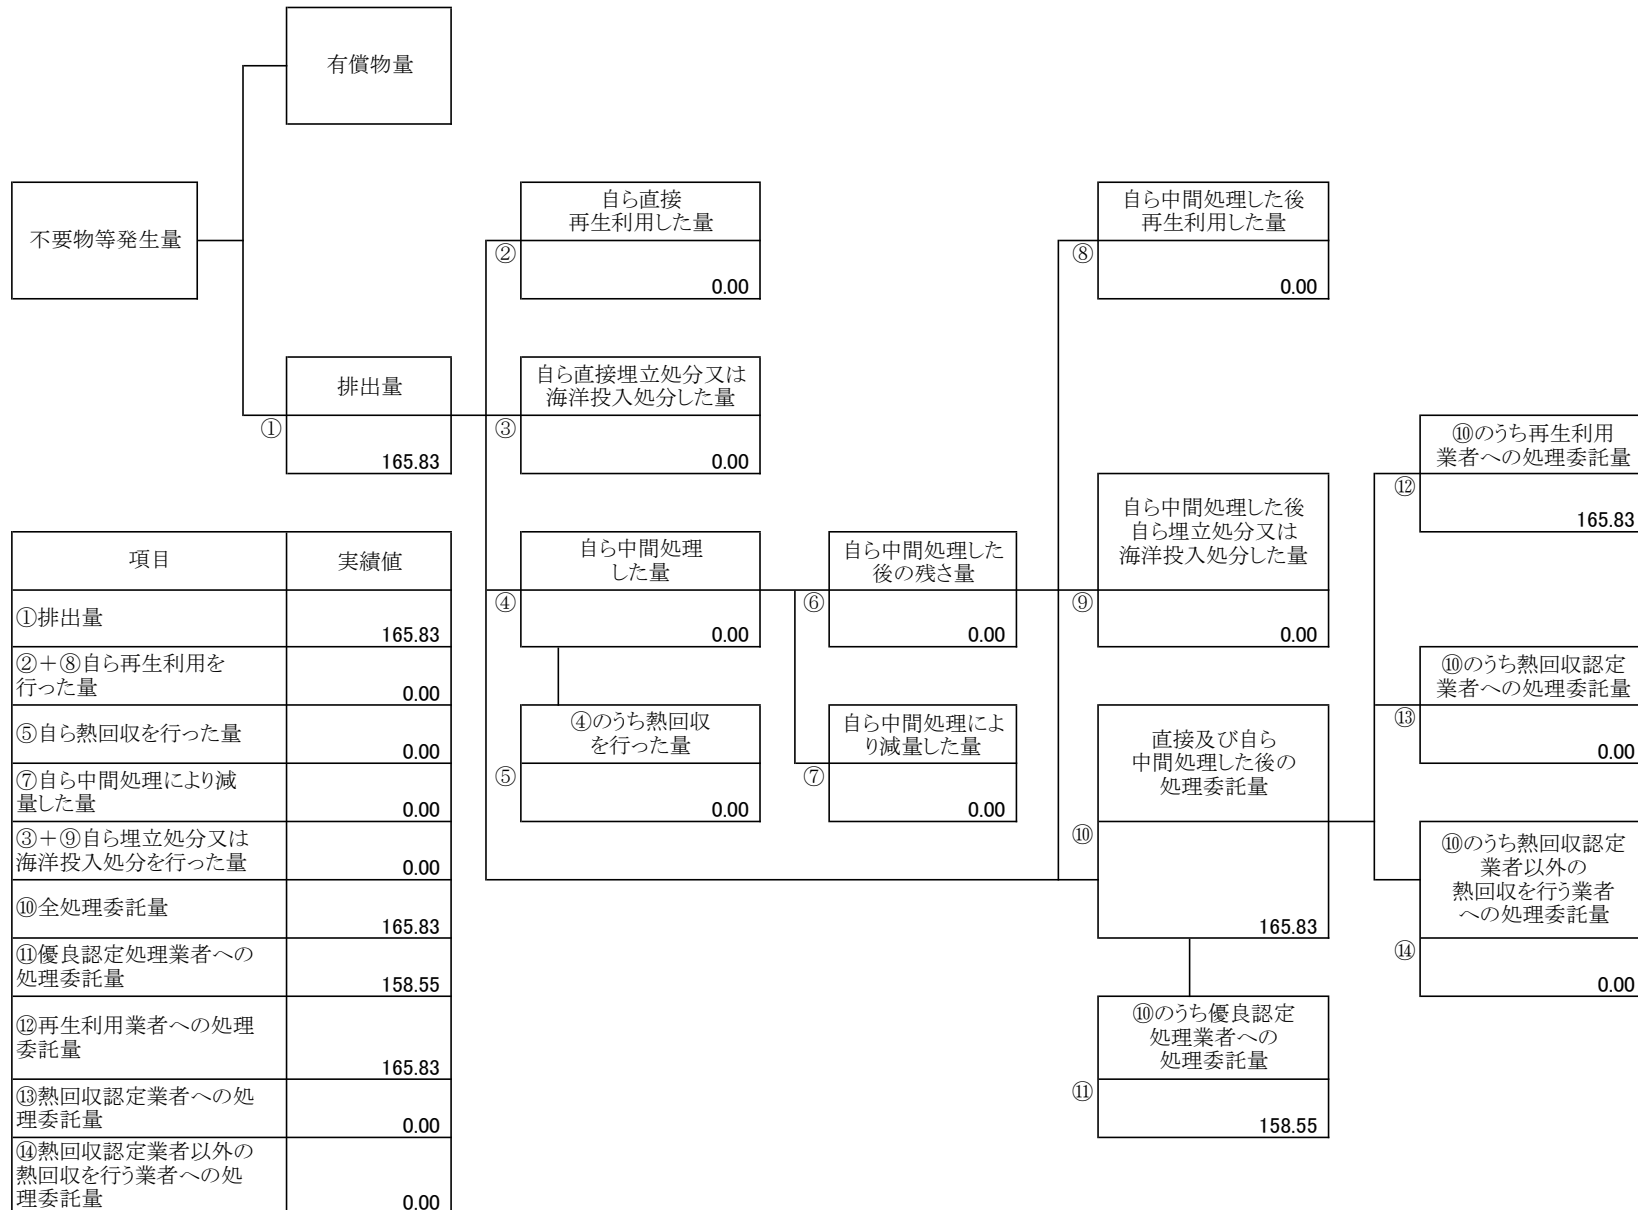 有償物量
不要物等発生量
排出量
①
165.83
自ら直接
再生利用した量
②
0.00
自ら直接埋立処分又は
海洋投入処分した量
③
0.00
自ら中間処理
した量
④
0.00
④のうち熱回収
を行った量
⑤
0.00
自ら中間処理した
後の残さ量
⑥
0.00
自ら中間処理によ
り減量した量
⑦
0.00
自ら中間処理した後
再生利用した量
⑧
0.00
自ら中間処理した後
自ら埋立処分又は
海洋投入処分した量
⑨
0.00
直接及び自ら
中間処理した後の
処理委託量
⑩
165.83
⑩のうち優良認定
処理業者への
処理委託量
⑪
158.55
⑩のうち再生利用
業者への処理委託量
⑫
165.83
⑩のうち熱回収認定
業者への処理委託量
⑬
0.00
⑩のうち熱回収認定
業者以外の
熱回収を行う業者
への処理委託量
⑭
0.00
項目 実績値
①排出量
165.83
②＋⑧自ら再生利用を
行った量
0.00
⑤自ら熱回収を行った量
0.00
⑦自ら中間処理により減
量した量
0.00
③＋⑨自ら埋立処分又は
海洋投入処分を行った量
0.00
⑩全処理委託量
165.83
⑪優良認定処理業者への
処理委託量
158.55
⑫再生利用業者への処理
委託量
165.83
⑬熱回収認定業者への処
理委託量
0.00
⑭熱回収認定業者以外の
熱回収を行う業者への処
理委託量
0.00